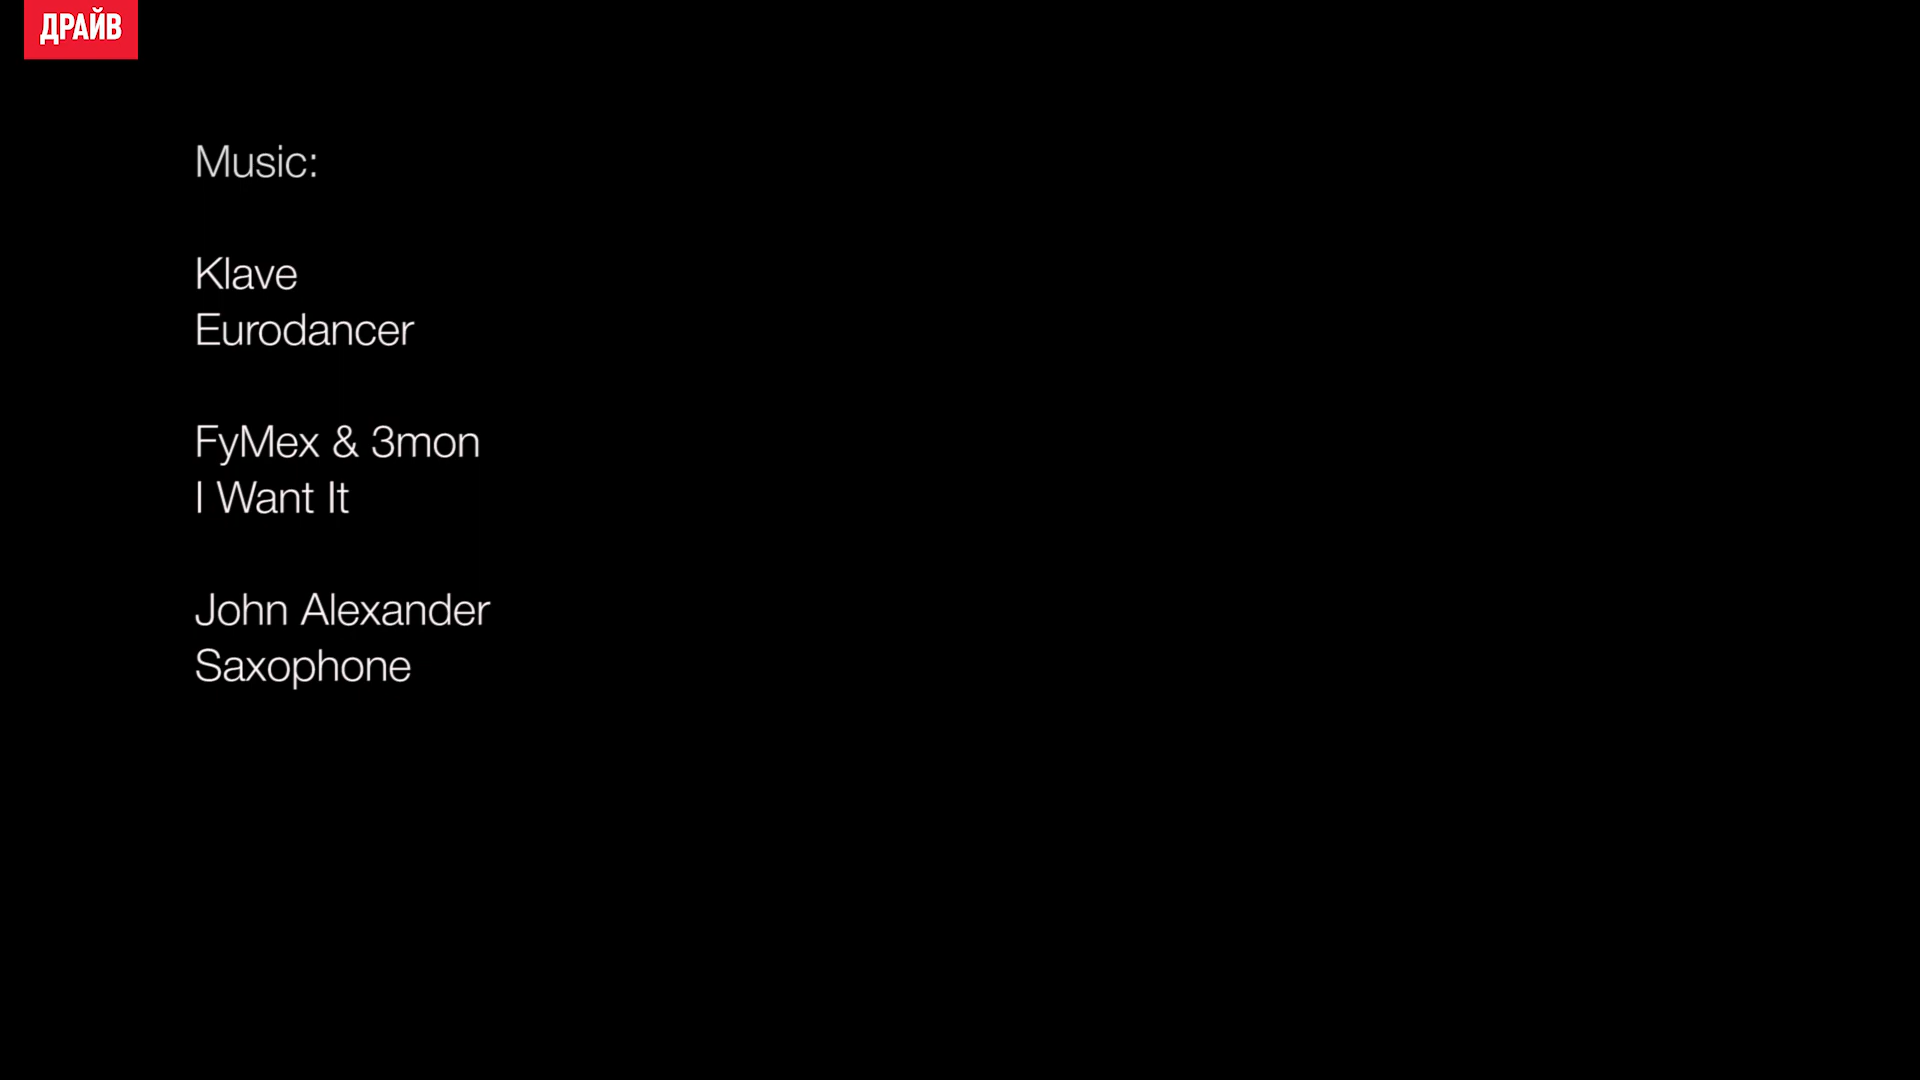 ДРАЙВ
Music:
Klave
Eurodancer
FyMex & 3mon
I Want It
John Alexander
Saxophone